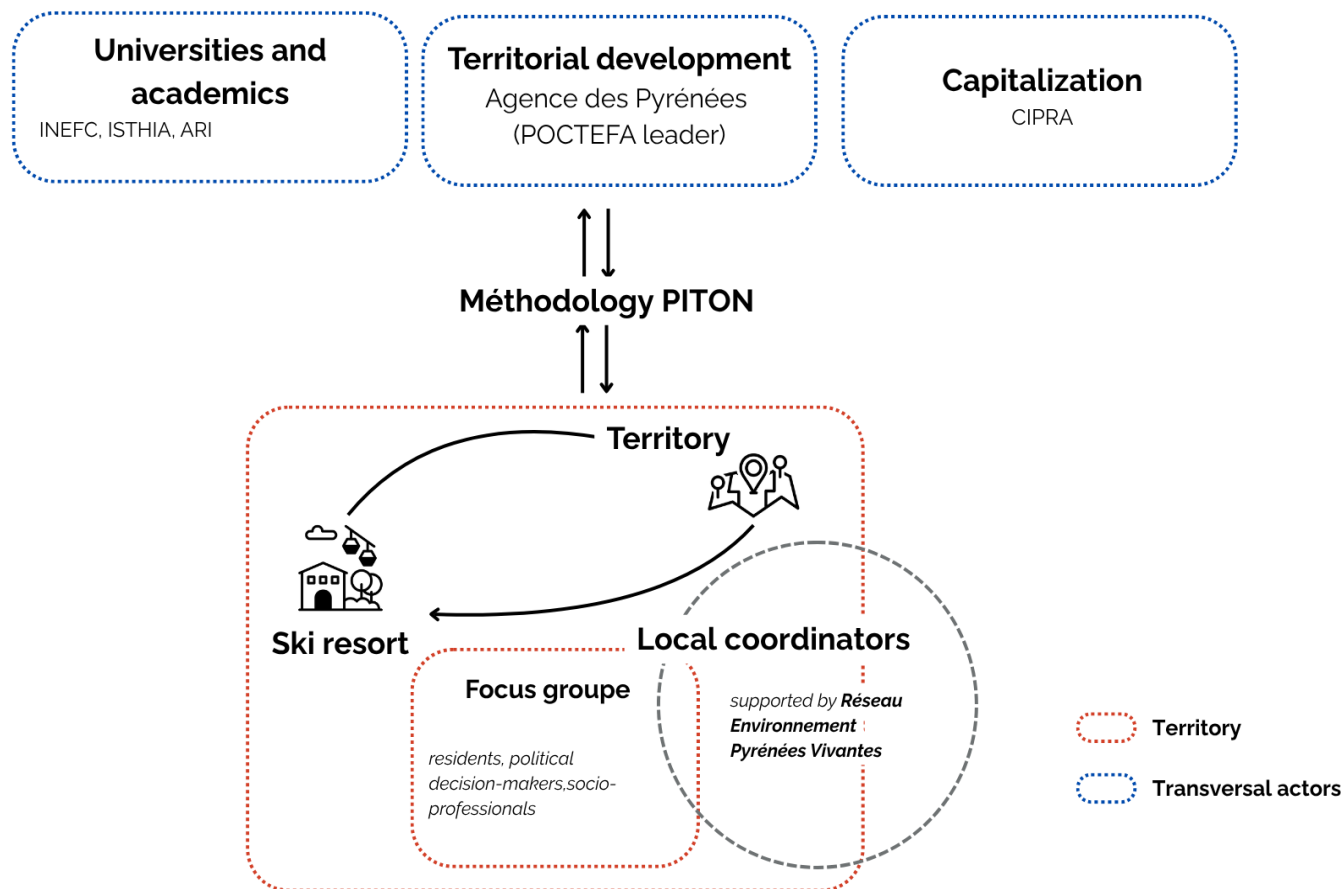 Universities and
academics
INEFC, ISTHIA, ARI
Territorial development
Agence des Pyrénées
(POCTEFA leader)
Capitalization
CIPRA
Méthodology PITON
Territory
Ski resort
Local coordinators
Focus groupe
supported by Réseau
Environnement
Pyrénées Vivantes
residents, political
decision-makers,socio-
professionals
Territory
Transversal actors